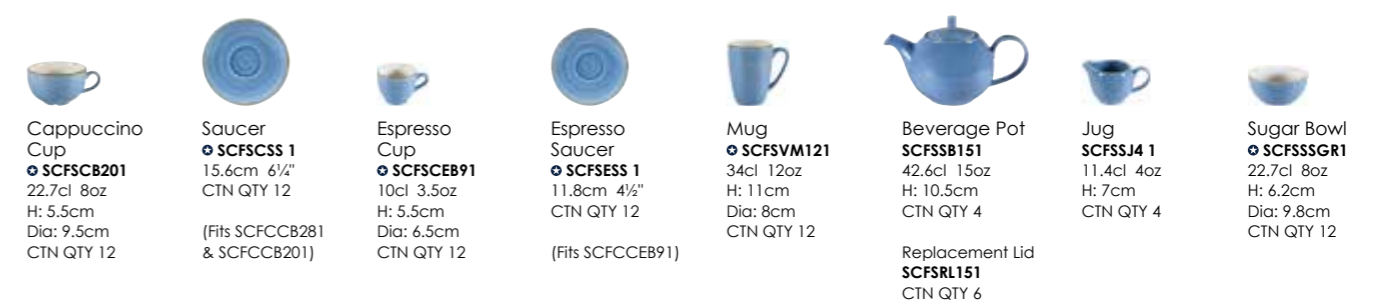 Cappuccino
Cup
✪ SCFSCB201
22.7cl 8oz
H: 5.5cm
Dia: 9.5cm
CTN QTY 12
Saucer
✪ SCFSCSS 1
15.6cm 6¼"
CTN QTY 12
(Fits SCFCCB281
& SCFCCB201)
Espresso
Cup
✪ SCFSCEB91
10cl 3.5oz
H: 5.5cm
Dia: 6.5cm
CTN QTY 12
Espresso
Saucer
✪ SCFSESS 1
11.8cm 4½"
CTN QTY 12
(Fits SCFCCEB91)
Mug
✪ SCFSVM121
34cl 12oz
H: 11cm
Dia: 8cm
CTN QTY 12
Beverage Pot
SCFSSB151
42.6cl 15oz
H: 10.5cm
CTN QTY 4
Replacement Lid
SCFSRL151
CTN QTY 6
Jug
SCFSSJ4 1
11.4cl 4oz
H: 7cm
CTN QTY 4
Sugar Bowl
✪ SCFSSSGR1
22.7cl 8oz
H: 6.2cm
Dia: 9.8cm
CTN QTY 12